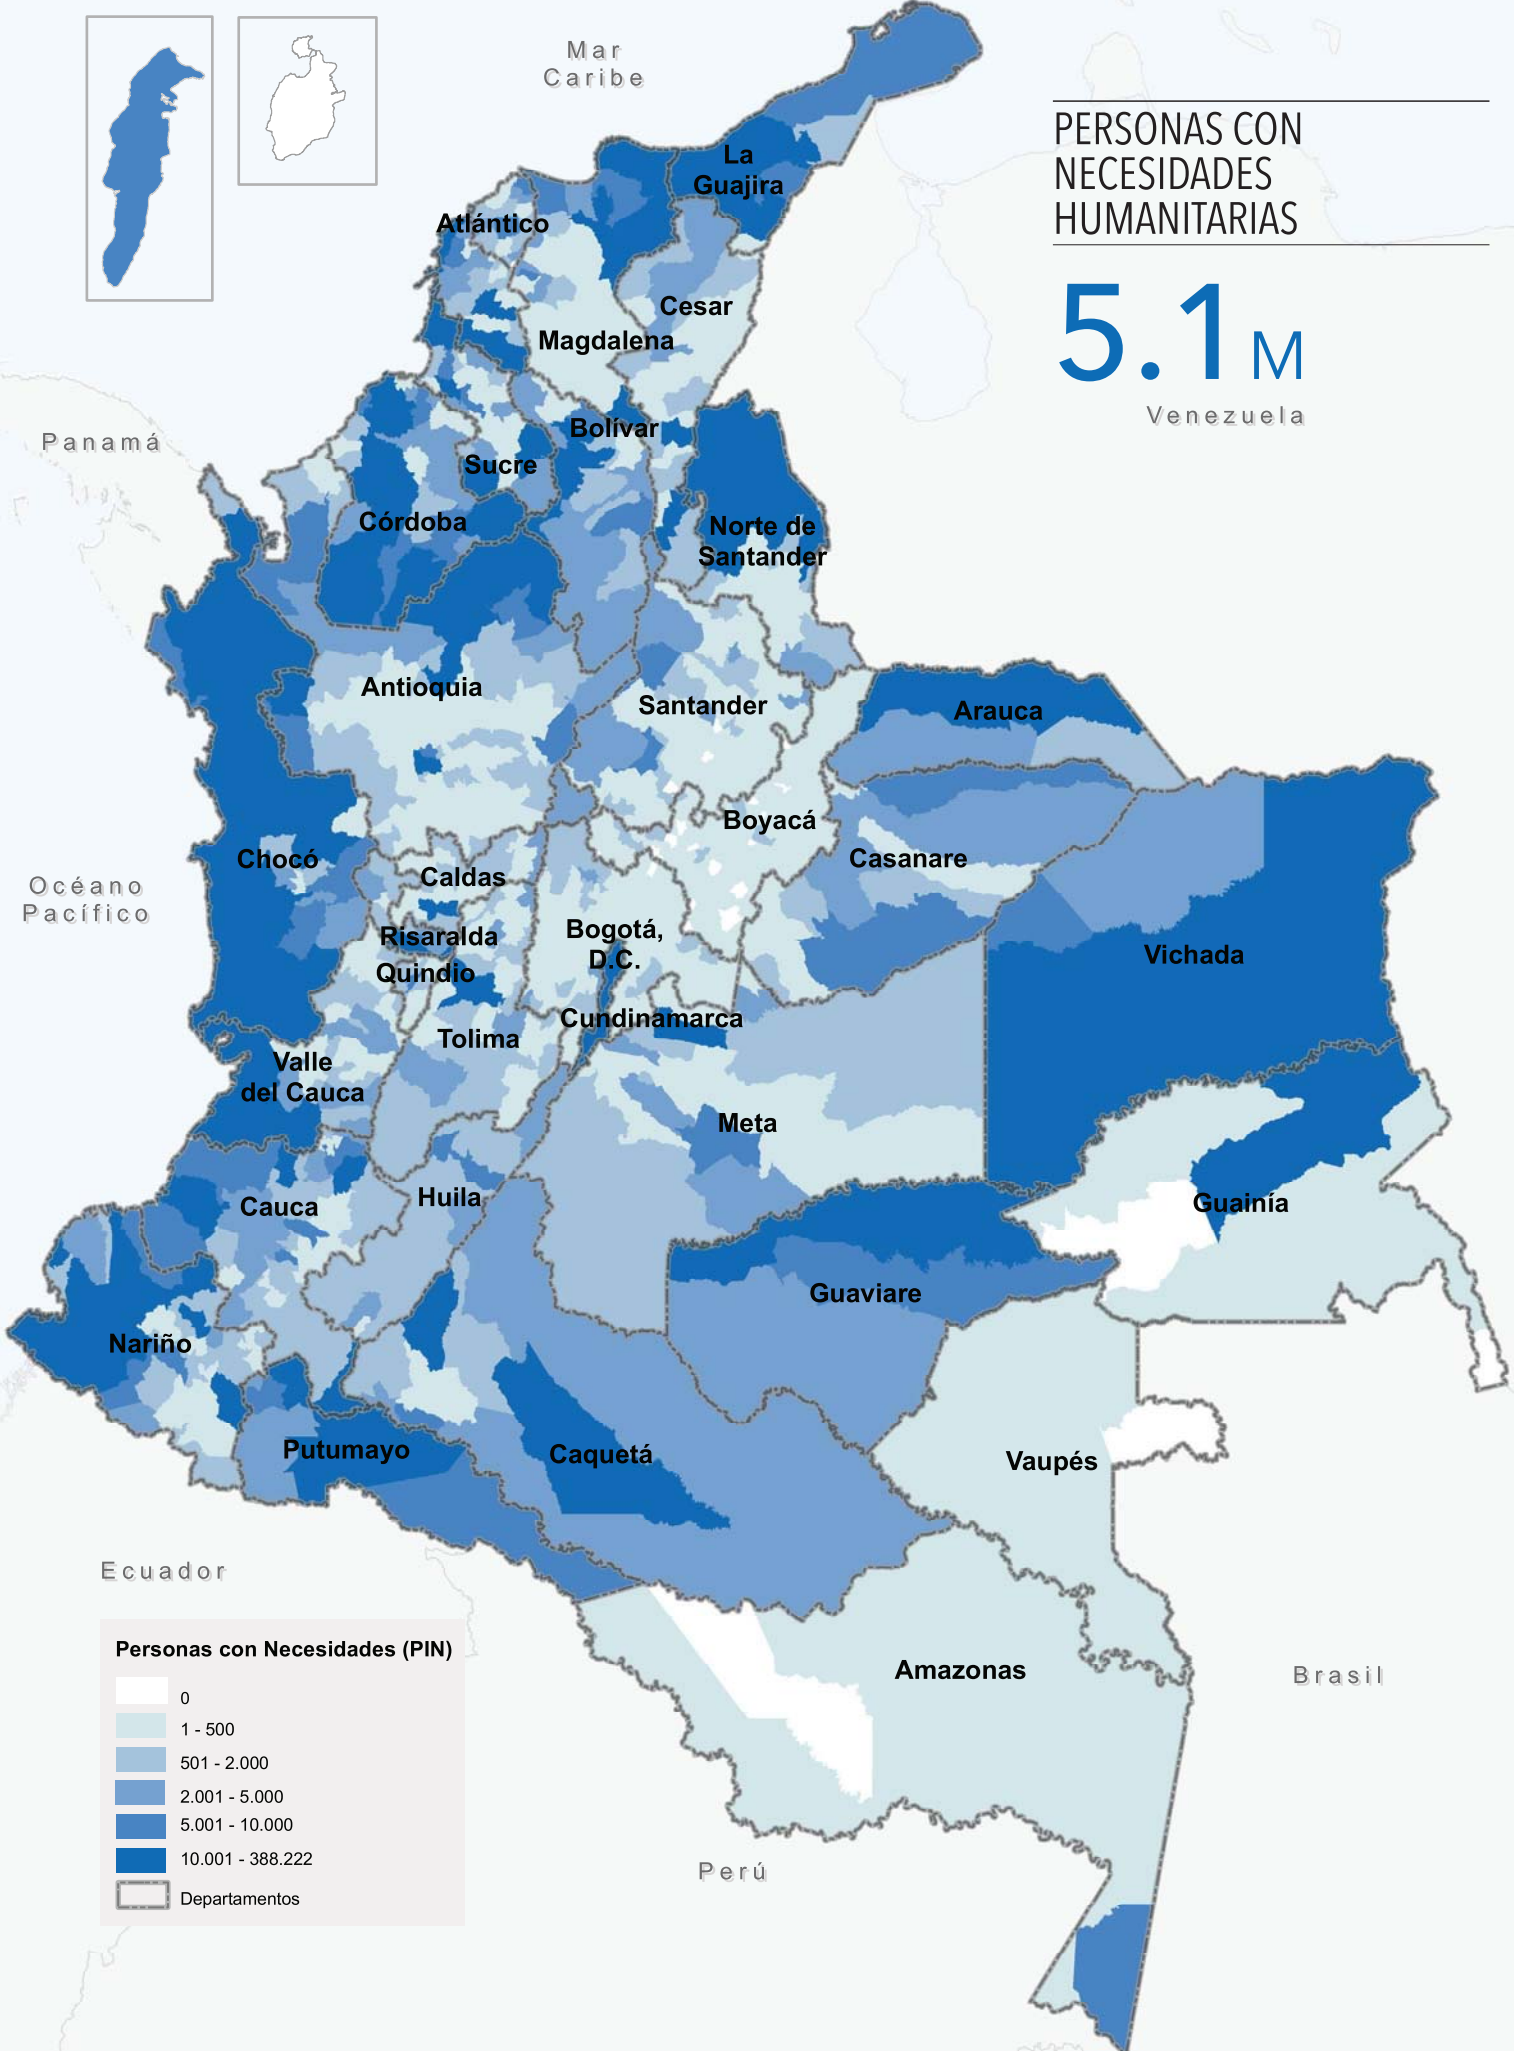 Mar
Caribe
PERSONAS CON
NECESIDADES
HUMANITARIAS
5.1 M
Venezuela
Panamá
La
Guajira
Atlántico
Cesar
Magdalena
Bolívar
Sucre
Córdoba
Norte de
Santander
Antioquia
Santander
Arauca
Boyacá
Chocó
Casanare
Caldas
Océano
Pacífico
Risaralda
Bogotá,
D.C.
Vichada
Quindio
Cundinamarca
Tolima
Valle
del Cauca
Meta
Cauca
Huila
Guainía
Guaviare
Nariño
Putumayo
Caquetá
Vaupés
Ecuador
Amazonas
Brasil
Perú
Personas con Necesidades (PIN)
0
1 - 500
501 - 2.000
2.001 - 5.000
5.001 - 10.000
10.001 - 388.222
Departamentos